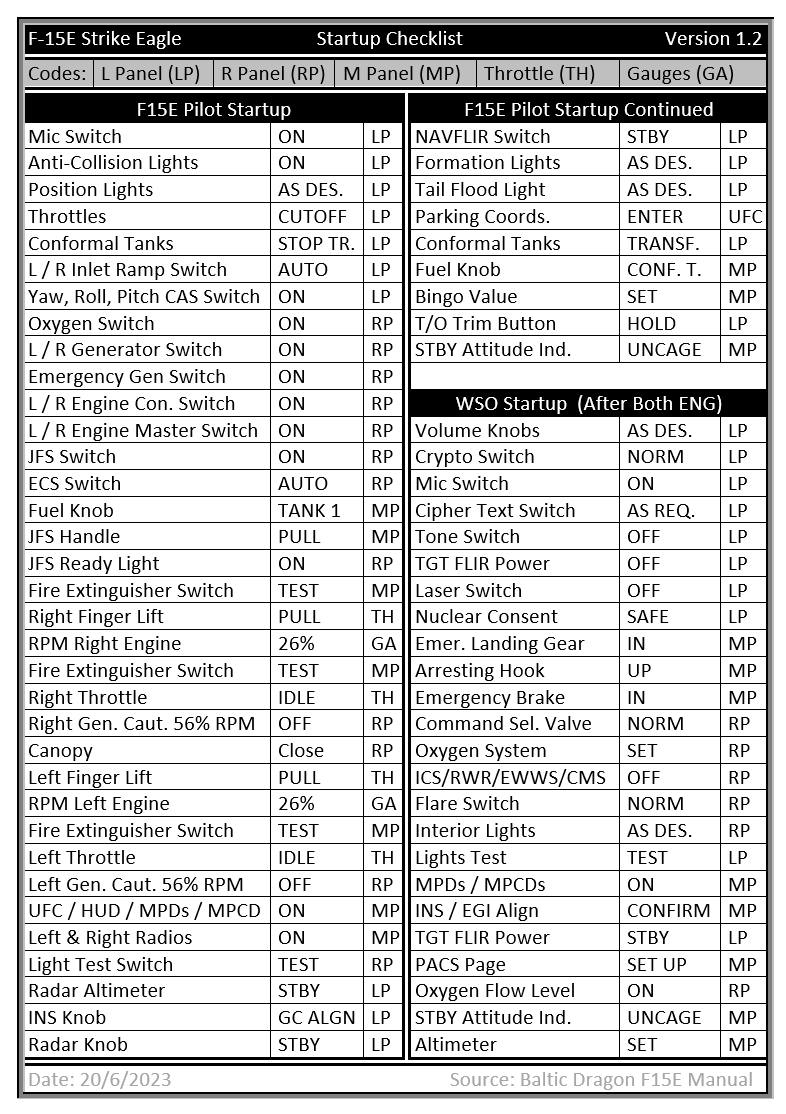 F-15E Strike Eagle Startup Checklist Version 1.2
Codes: L Panel (LP) R Panel (RP) M Panel (MP) Throttle (TH) Gauges (GA)
F15E Pilot Startup
Mic Switch ON LP
Anti-Collision Lights ON LP
Position Lights AS DES. LP
Throttles CUTOFF LP
Conformal Tanks STOP TR. LP
L / R Inlet Ramp Switch AUTO LP
Yaw, Roll, Pitch CAS Switch ON LP
Oxygen Switch ON RP
L / R Generator Switch ON RP
Emergency Gen Switch ON RP
L / R Engine Con. Switch ON RP
L / R Engine Master Switch ON RP
JFS Switch ON RP
ECS Switch AUTO RP
Fuel Knob TANK 1 MP
JFS Handle PULL MP
JFS Ready Light ON RP
Fire Extinguisher Switch TEST MP
Right Finger Lift PULL TH
RPM Right Engine 26% GA
Fire Extinguisher Switch TEST MP
Right Throttle IDLE TH
Right Gen. Caut. 56% RPM OFF RP
Canopy Close RP
Left Finger Lift PULL TH
RPM Left Engine 26% GA
Fire Extinguisher Switch TEST MP
Left Throttle IDLE TH
Left Gen. Caut. 56% RPM OFF RP
UFC / HUD / MPDs / MPCD ON MP
Left & Right Radios ON MP
Light Test Switch TEST RP
Radar Altimeter STBY LP
INS Knob GC ALGN LP
Radar Knob STBY LP
F15E Pilot Startup Continued
NAVFLIR Switch STBY LP
Formation Lights AS DES. LP
Tail Flood Light AS DES. LP
Parking Coords. ENTER UFC
Conformal Tanks TRANSF. LP
Fuel Knob CONF. T. MP
Bingo Value SET MP
T/O Trim Button HOLD LP
STBY Attitude Ind. UNCAGE MP
WSO Startup (After Both ENG)
Volume Knobs AS DES. LP
Crypto Switch NORM LP
Mic Switch ON LP
Cipher Text Switch AS REQ. LP
Tone Switch OFF LP
TGT FLIR Power OFF LP
Laser Switch OFF LP
Nuclear Consent SAFE LP
Emer. Landing Gear IN MP
Arresting Hook UP MP
Emergency Brake IN MP
Command Sel. Valve NORM RP
Oxygen System SET RP
ICS/RWR/EWWS/CMS OFF RP
Flare Switch NORM RP
Interior Lights AS DES. RP
Lights Test TEST LP
MPDs / MPCDs ON MP
INS / EGI Align CONFIRM MP
TGT FLIR Power STBY LP
PACS Page SET UP MP
Oxygen Flow Level ON RP
STBY Attitude Ind. UNCAGE MP
Altimeter SET MP
Date: 20/6/2023 Source: Baltic Dragon F15E Manual